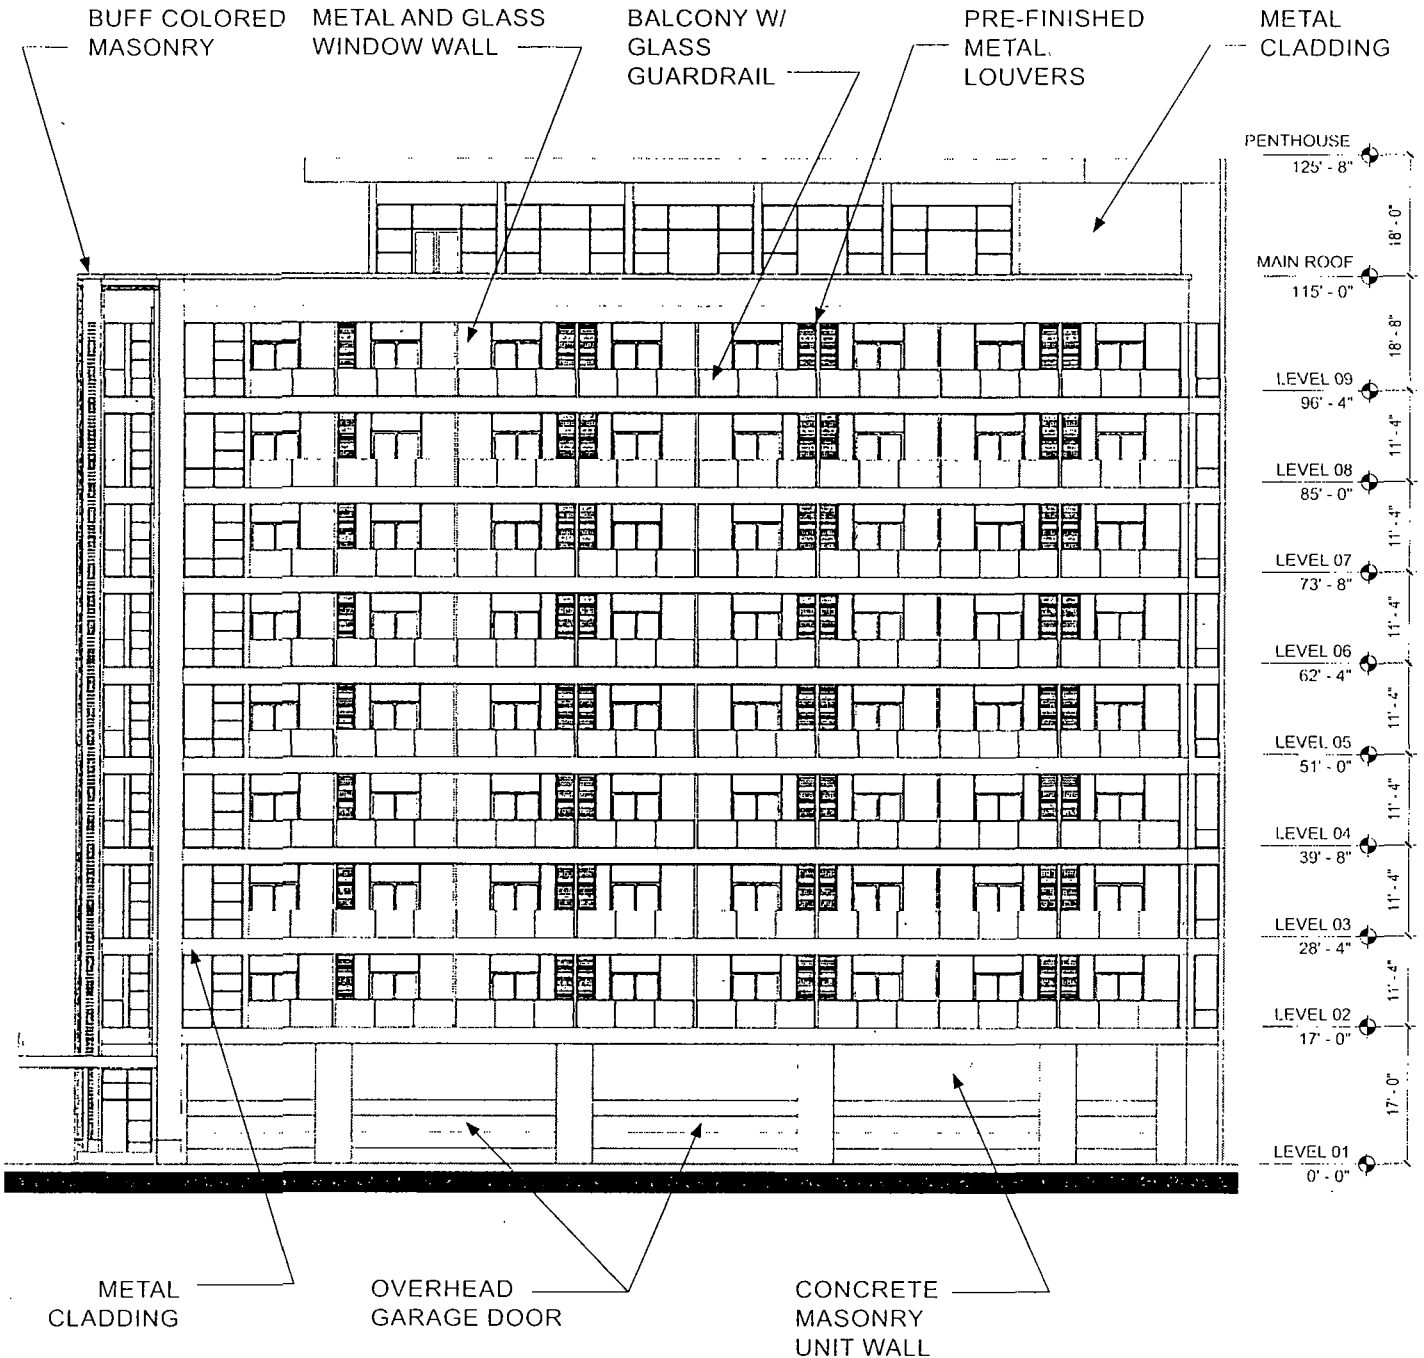 BUFF COLORED
MASONRY
METAL AND GLASS
WINDOW WALL
BALCONY W/
GLASS
GUARDRAIL
PRE-FINISHED
METAL
LOUVERS
METAL
CLADDING
PENTHOUSE
125' - 8"
18'-0"
MAIN ROOF
115' - 0"
18'-8"
LEVEL 09
96' - 4"
11'-4"
LEVEL 08
85' - 0"
11'-4"
LEVEL 07
73' - 8"
11'-4"
LEVEL 06
62' - 4"
11'-4"
LEVEL 05
51' - 0"
11'-4"
LEVEL 04
39' - 8"
11'-4"
LEVEL 03
28' - 4"
11'-4"
LEVEL 02
17' - 0"
17'-0"
LEVEL 01
0' - 0"
METAL
CLADDING
OVERHEAD
GARAGE DOOR
CONCRETE
MASONRY
UNIT WALL